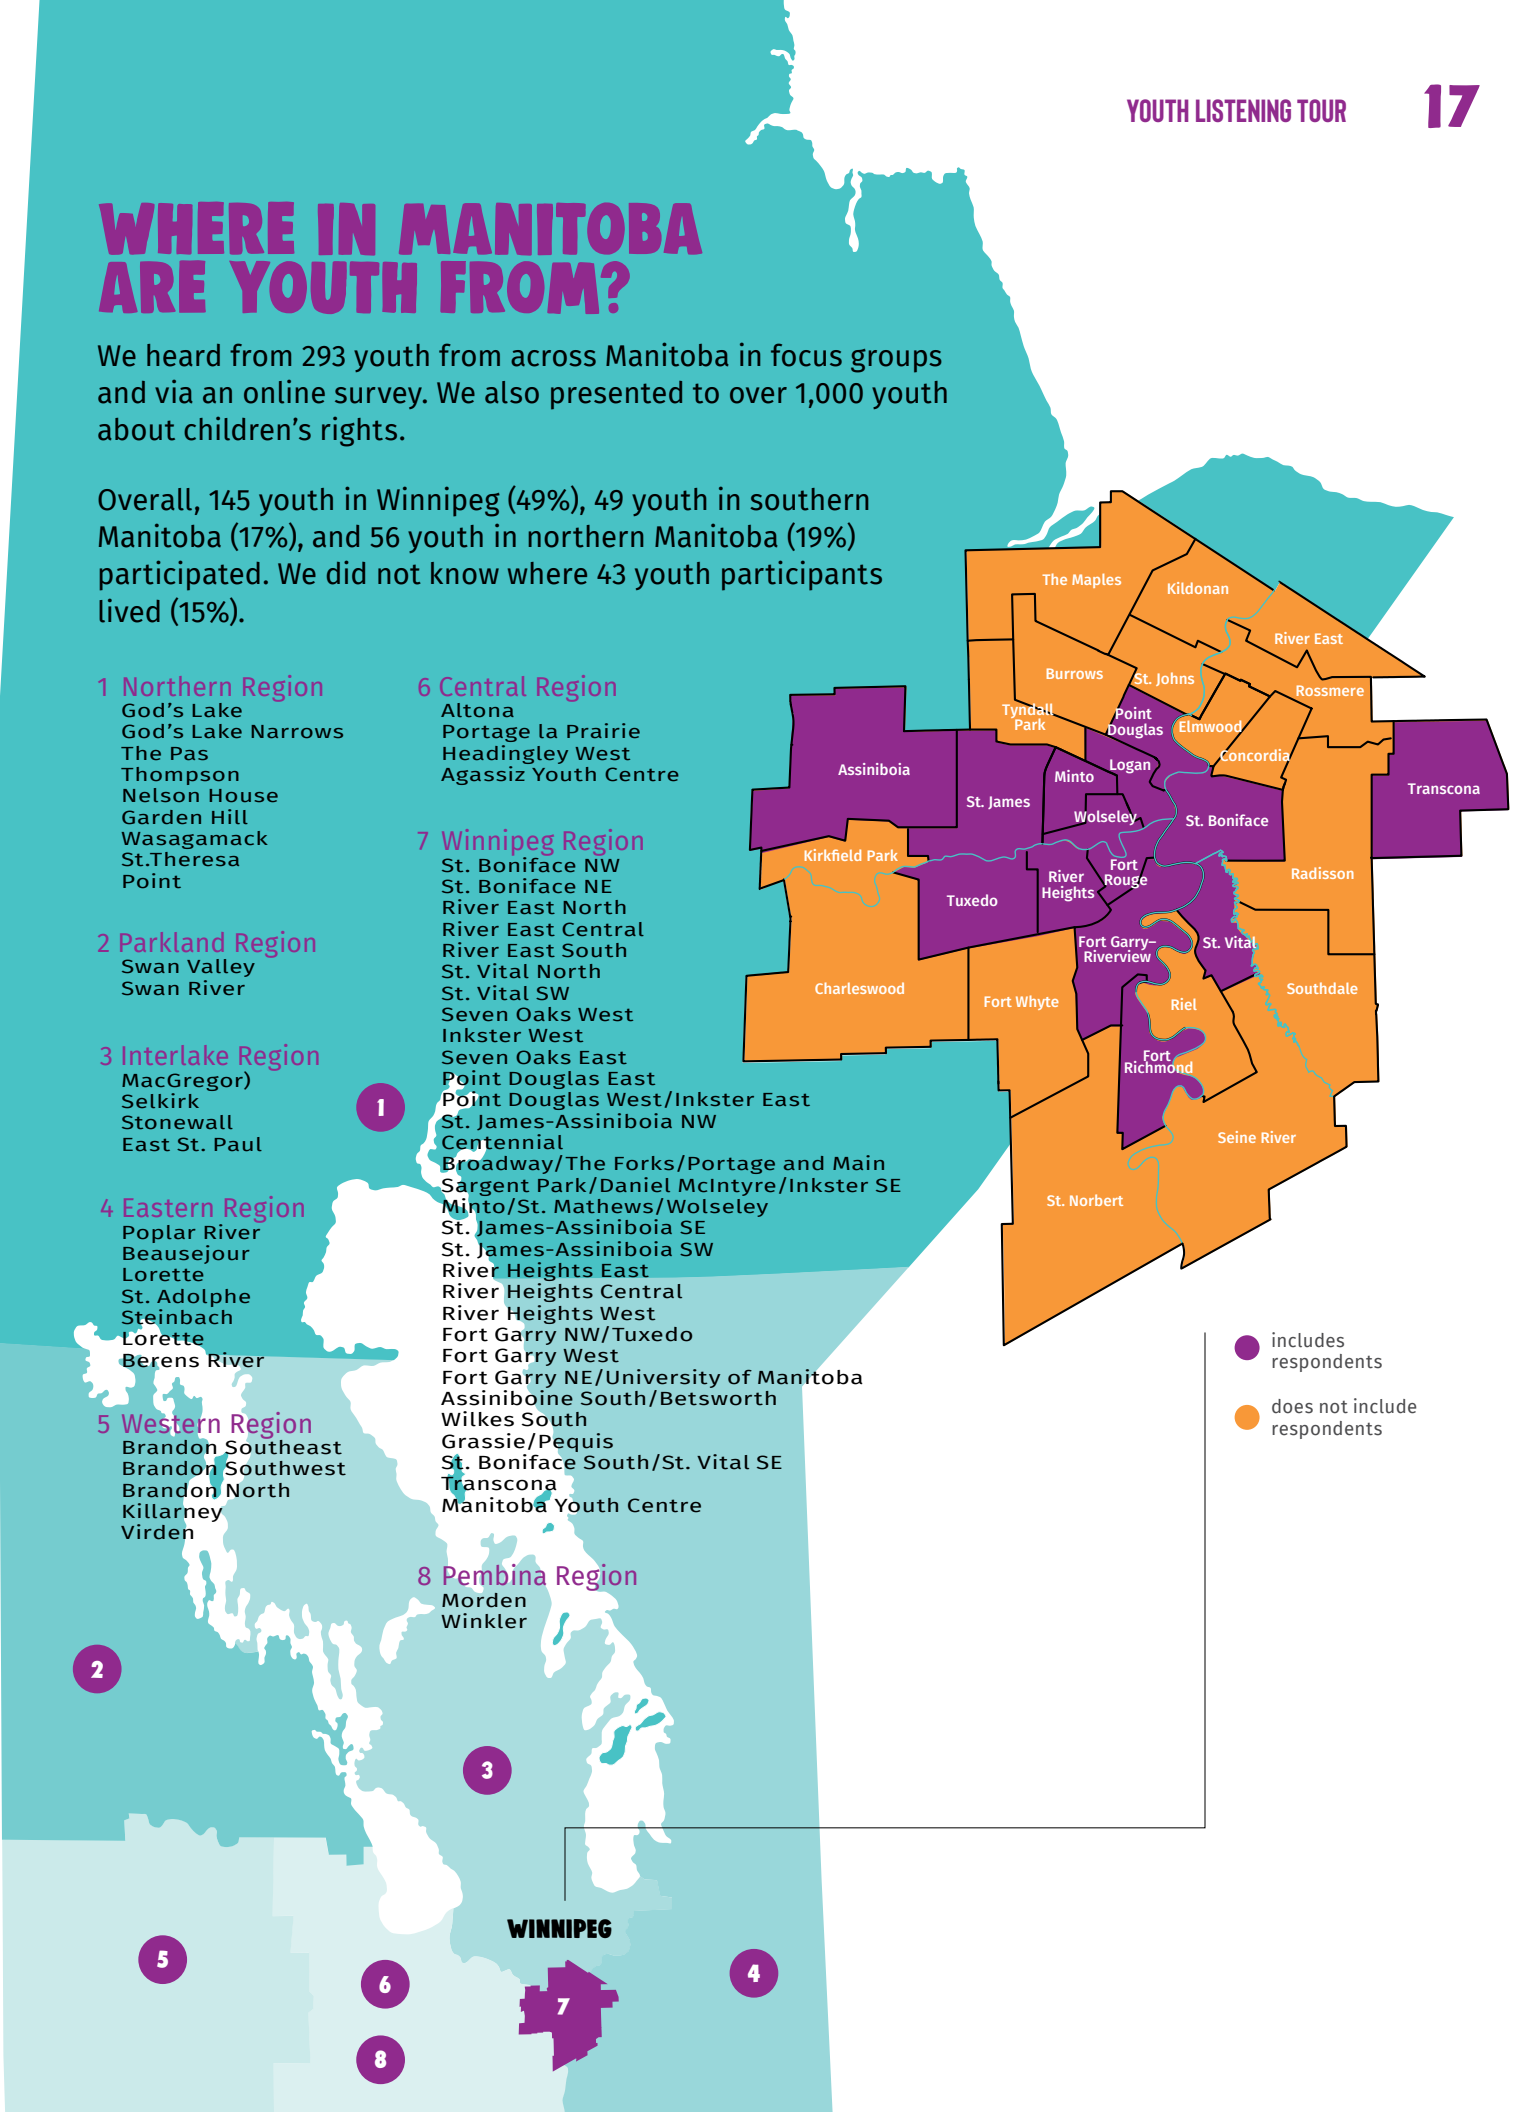 YOUTH LISTENING TOUR 17
WHERE IN MANITOBA
ARE YOUTH FROM?
We heard from 293 youth from across Manitoba in focus groups
and via an online survey. We also presented to over 1,000 youth
about children’s rights.
Overall, 145 youth in Winnipeg (49%), 49 youth in southern
Manitoba (17%), and 56 youth in northern Manitoba (19%)
participated. We did not know where 43 youth participants
lived (15%).
1 Northern Region
God’s Lake
God’s Lake Narrows
The Pas
Thompson
Nelson House
Garden Hill
Wasagamack
St.Theresa
Point
2 Parkland Region
Swan Valley
Swan River
3 Interlake Region
MacGregor)
Selkirk
Stonewall
East St. Paul
4 Eastern Region
Poplar River
Beausejour
Lorette
St. Adolphe
Steinbach
Lorette
Berens River
5 Western Region
Brandon Southeast
Brandon Southwest
Brandon North
Killarney
Virden
6 Central Region
Altona
Portage la Prairie
Headingley West
Agassiz Youth Centre
7 Winnipeg Region
St. Boniface NW
St. Boniface NE
River East North
River East Central
River East South
St. Vital North
St. Vital SW
Seven Oaks West
Inkster West
Seven Oaks East
Point Douglas East
Point Douglas West/Inkster East
St. James-Assiniboia NW
Centennial
Broadway/The Forks/Portage and Main
Sargent Park/Daniel McIntyre/Inkster SE
Minto/St. Mathews/Wolseley
St. James-Assiniboia SE
St. James-Assiniboia SW
River Heights East
River Heights Central
River Heights West
Fort Garry NW/Tuxedo
Fort Garry West
Fort Garry NE/University of Manitoba
Assiniboine South/Betsworth
Wilkes South
Grassie/Pequis
St. Boniface South/St. Vital SE
Transcona
Manitoba Youth Centre
8 Pembina Region
Morden
Winkler
The Maples
Kildonan
River East
Burrows
St. Johns
Rossmere
Tyndall
Park
Point
Douglas
Elmwood
Concordia
Assiniboia
Logan
Minto
St. James
Wolseley
St. Boniface
Transcona
Kirkfield Park
Fort
Rouge
River
Heights
Radisson
Tuxedo
Fort Garry–
Riverview
St. Vital
Charleswood
Fort Whyte
Riel
Southdale
Fort
Richmond
Seine River
St. Norbert
includes
respondents
does not include
respondents
1
2
3
WINNIPEG
5
6
4
7
8